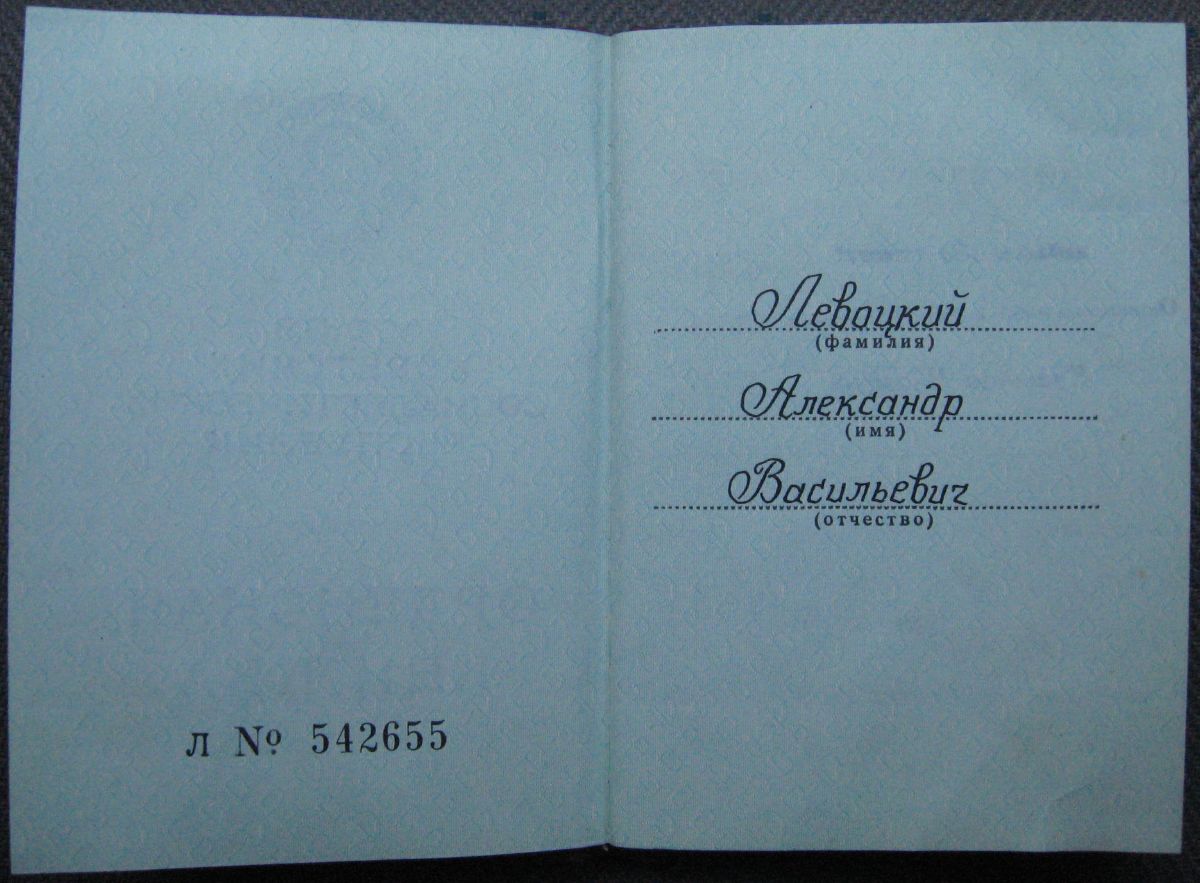 Л № 542655
Левоцкий
(фамилия)
Александр
(имя)
Васильевич
(отчество)